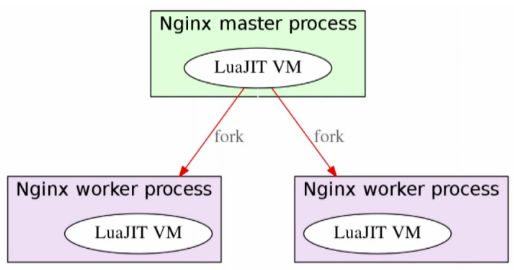 Nginx master process
LuaJIT VM
fork
fork
Nginx worker process
LuaJIT VM
Nginx worker process
LuaJIT VM